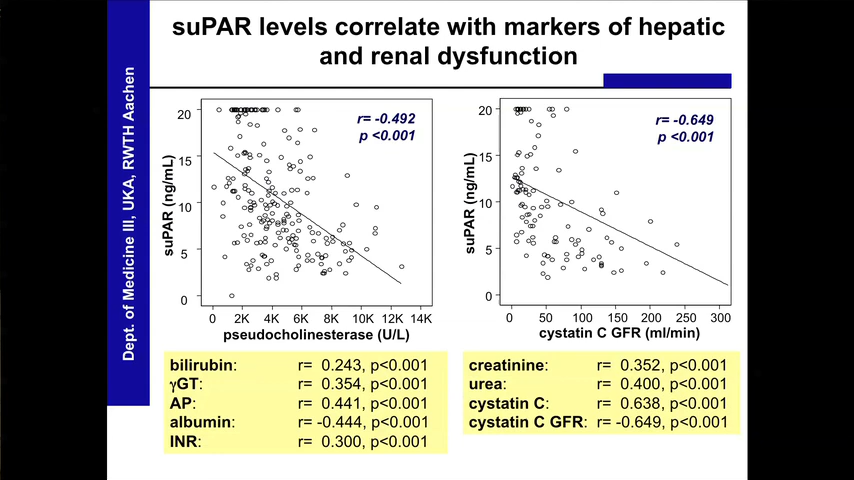 suPAR levels correlate with markers of hepatic
and renal dysfunction
Dept. of Medicine III, UKA, RWTH Aachen
suPAR (ng/mL)
20
15
10
5
0
r= -0.492
p <0.001
0 2K 4K 6K 8K 10K 12K 14K
pseudocholinesterase (U/L)
suPAR (ng/mL)
20
15
10
5
0
r= -0.649
p <0.001
0 50 100 150 200 250 300
cystatin C GFR (ml/min)
bilirubin: r= 0.243, p<0.001
γGT: r= 0.354, p<0.001
AP: r= 0.441, p<0.001
albumin: r= -0.444, p<0.001
INR: r= 0.300, p<0.001
creatinine: r= 0.352, p<0.001
urea: r= 0.400, p<0.001
cystatin C: r= 0.638, p<0.001
cystatin C GFR: r= -0.649, p<0.001